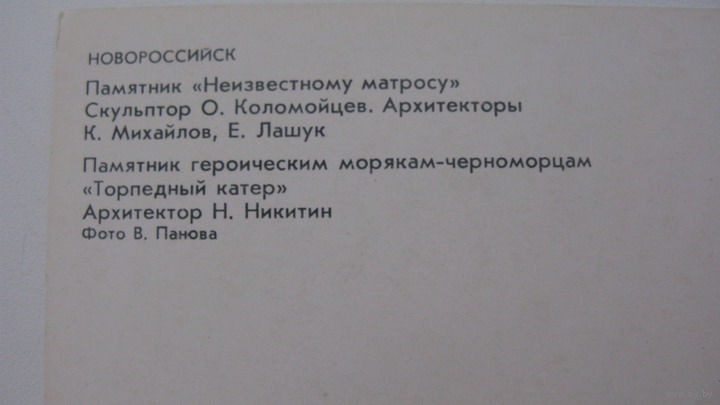 НОВОРОССИЙСК
Памятник «Неизвестному матросу»
Скульптор О. Коломойцев. Архитекторы
К. Михайлов, Е. Лашук
Памятник героическим морякам-черноморцам
«Торпедный катер»
Архитектор Н. Никитин
Фото В. Панова